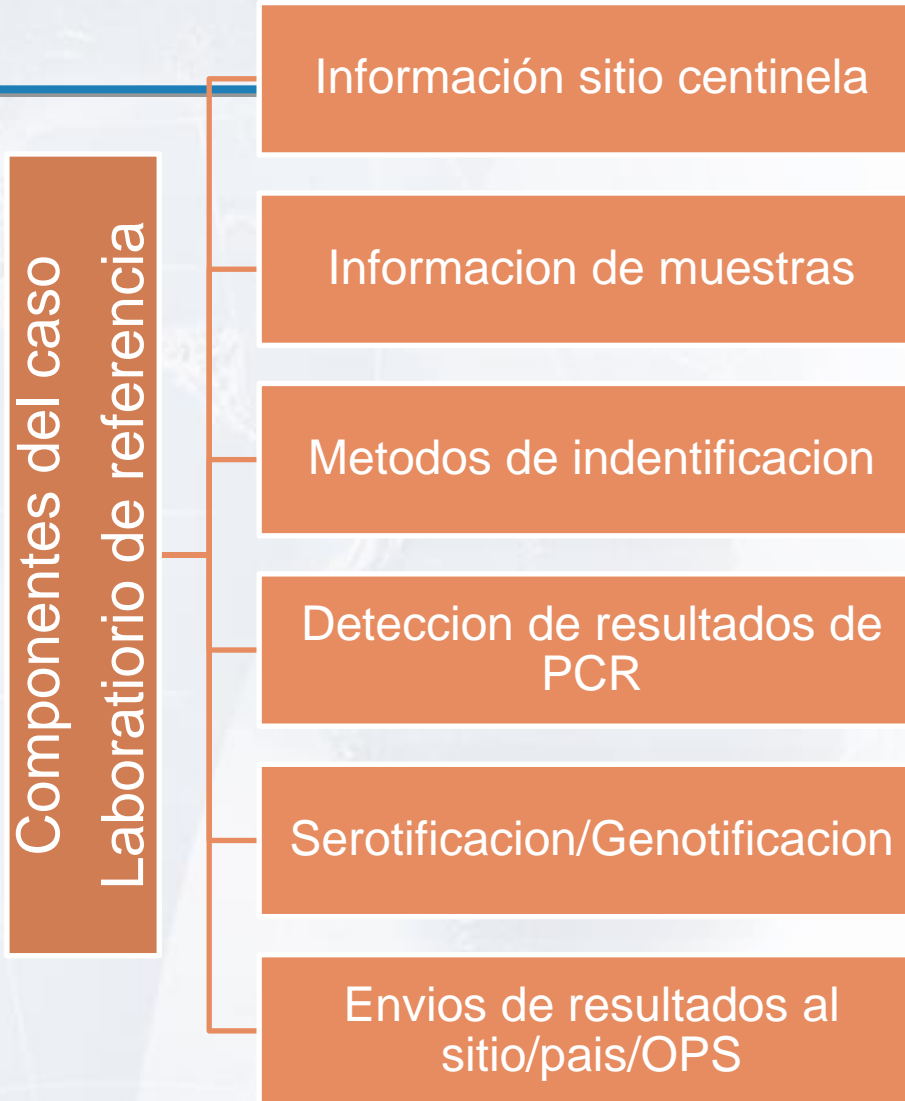 Componentes del caso
Laboratiorio de referencia
Información sitio centinela
Informacion de muestras
Metodos de indentificacion
Deteccion de resultados de
PCR
Serotificacion/Genotificacion
Envios de resultados al
sitio/pais/OPS